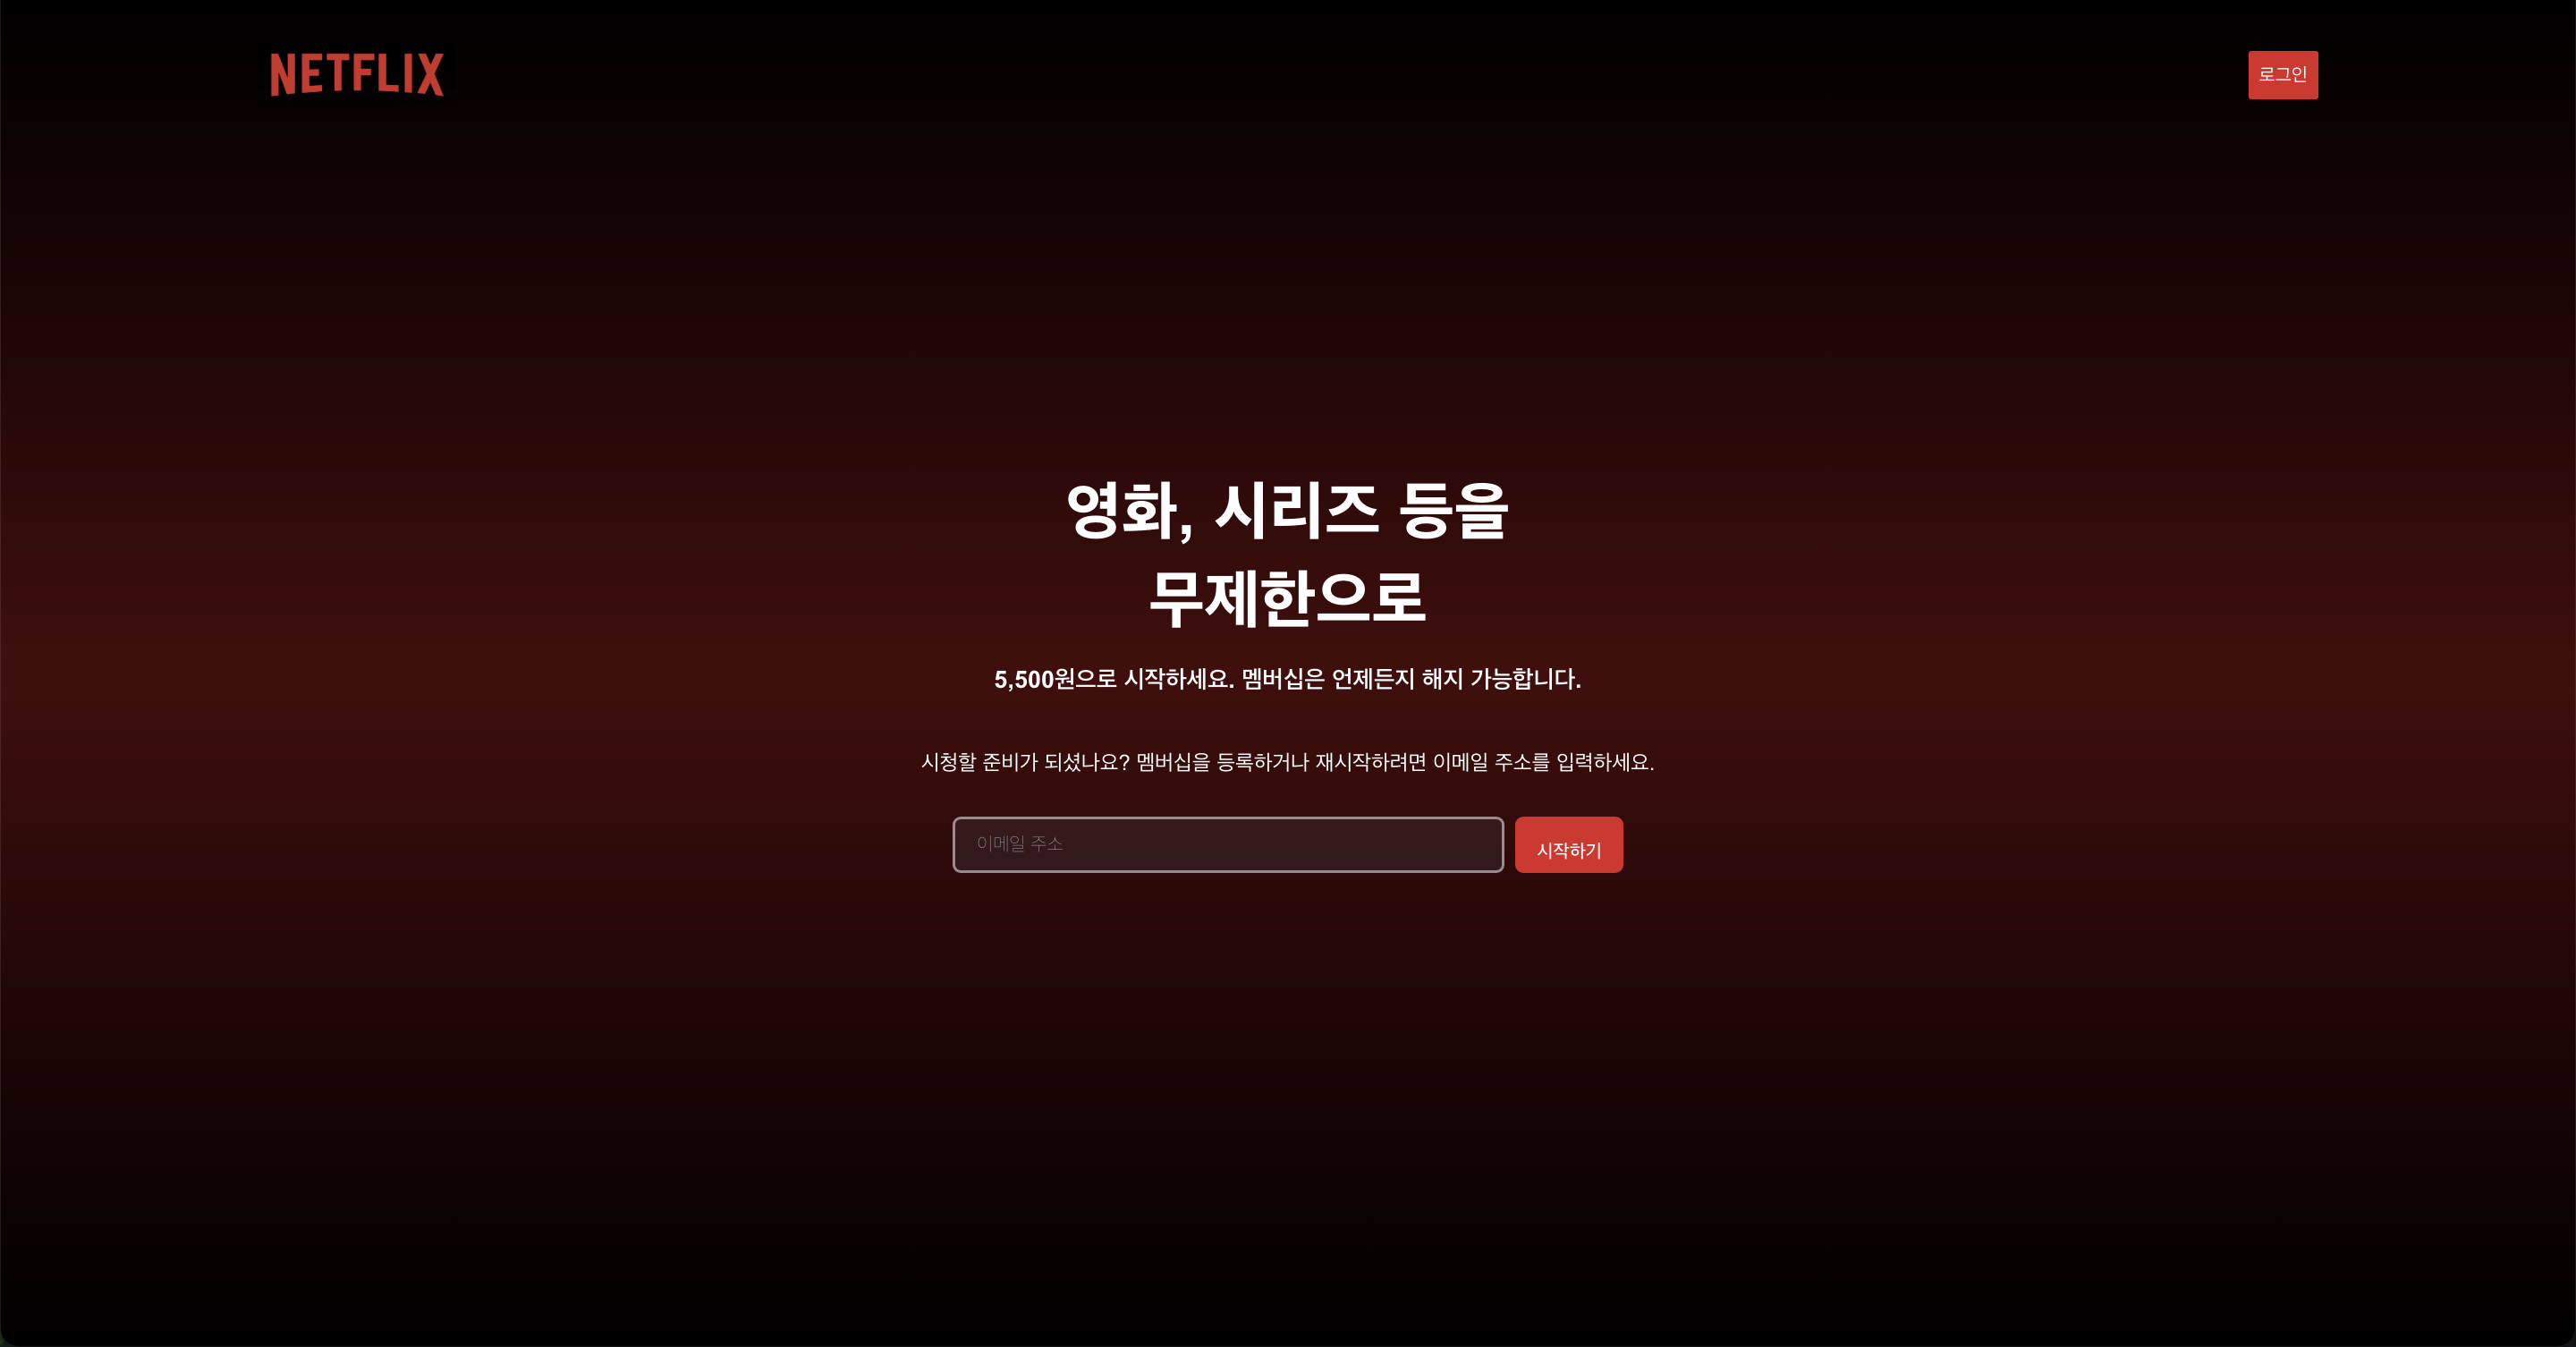 NETFLIX
로그인
영화, 시리즈 등을
무제한으로
5,500원으로 시작하세요. 멤버십은 언제든지 해지 가능합니다.
시청할 준비가 되셨나요? 멤버십을 등록하거나 재시작하려면 이메일 주소를 입력하세요.
이메일 주소
시작하기